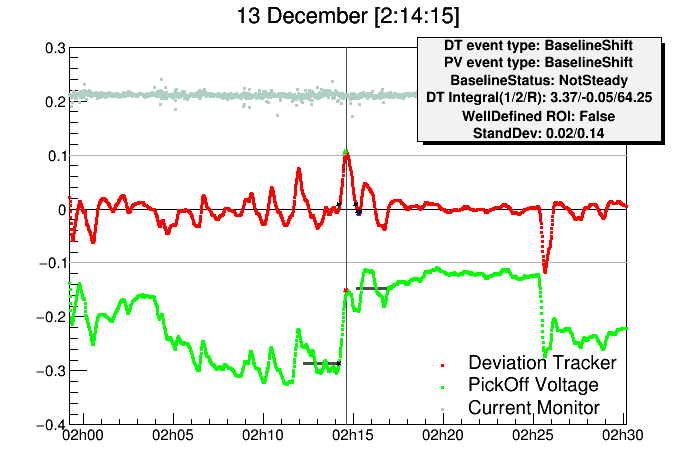 13 December [2:14:15]
DT event type: BaselineShift
PV event type: BaselineShift
BaselineStatus: NotSteady
DT Integral(1/2/R): 3.37/-0.05/64.25
WellDefined ROI: False
StandDev: 0.02/0.14
0.3
0.2
0.1
0
−0.1
−0.2
−0.3
−0.4
Deviation Tracker
PickOff Voltage
Current Monitor
02h00 02h05 02h10 02h15 02h20 02h25 02h30